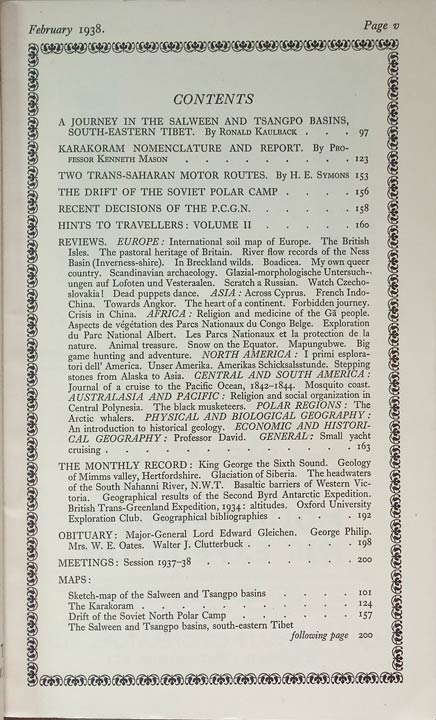 February 1938. Page v
CONTENTS
A JOURNEY IN THE SALWEEN AND TSANGPO BASINS,
SOUTH-EASTERN TIBET. By RONALD KAULBACK . . . 97
KARAKORAM NOMENCLATURE AND REPORT. By PRO-
FESSOR KENNETH MASON . . . . . . . . 123
TWO TRANS-SAHARAN MOTOR ROUTES. By H. E. SYMONS 153
THE DRIFT OF THE SOVIET POLAR CAMP . . . . 156
RECENT DECISIONS OF THE P.C.G.N. . . . . . 158
HINTS TO TRAVELLERS: VOLUME II . . . . . 160
REVIEWS. EUROPE: International soil map of Europe. The British
Isles. The pastoral heritage of Britain. River flow records of the Ness
Basin (Inverness-shire). In Breckland wilds. Boadicea. My own queer
country. Scandinavian archaeology. Glazial-morphologische Untersuch-
ungen auf Lofoten und Vesteraalen. Scratch a Russian. Watch Czecho-
slovakia! Dead puppets dance. ASIA: Across Cyprus. French Indo-
China. Towards Angkor. The heart of a continent. Forbidden journey.
Crisis in China. AFRICA: Religion and medicine of the Gã people.
Aspects de végétation des Parcs Nationaux du Congo Belge. Exploration
du Parc National Albert. Les Parcs Nationaux et la protection de la
nature. Animal treasure. Snow on the Equator. Mapungubwe. Big
game hunting and adventure. NORTH AMERICA: I primi esplora-
tori dell' America. Unser Amerika. Amerikas Schicksalsstunde. Stepping
stones from Alaska to Asia. CENTRAL AND SOUTH AMERICA:
Journal of a cruise to the Pacific Ocean, 1842-1844. Mosquito coast.
AUSTRALASIA AND PACIFIC: Religion and social organization in
Central Polynesia. The black musketeers. POLAR REGIONS: The
Arctic whalers. PHYSICAL AND BIOLOGICAL GEOGRAPHY:
An introduction to historical geology. ECONOMIC AND HISTORI-
CAL GEOGRAPHY: Professor David. GENERAL: Small yacht
cruising . . . . . . . . . . . 163
THE MONTHLY RECORD: King George the Sixth Sound. Geology
of Mimms valley, Hertfordshire. Glaciation of Siberia. The headwaters
of the South Nahanni River, N.W.T. Basaltic barriers of Western Vic-
toria. Geographical results of the Second Byrd Antarctic Expedition.
British Trans-Greenland Expedition, 1934: altitudes. Oxford University
Exploration Club. Geographical bibliographies . . . . 192
OBITUARY: Major-General Lord Edward Gleichen. George Philip.
Mrs. W. E. Oates. Walter J. Clutterbuck . . . . . 198
MEETINGS: Session 1937-38 . . . . . . . 200
MAPS:
Sketch-map of the Salween and Tsangpo basins . . . . 101
The Karakoram . . . . . . . . . . 124
Drift of the Soviet North Polar Camp . . . . . . 157
The Salween and Tsangpo basins, south-eastern Tibet
following page 200